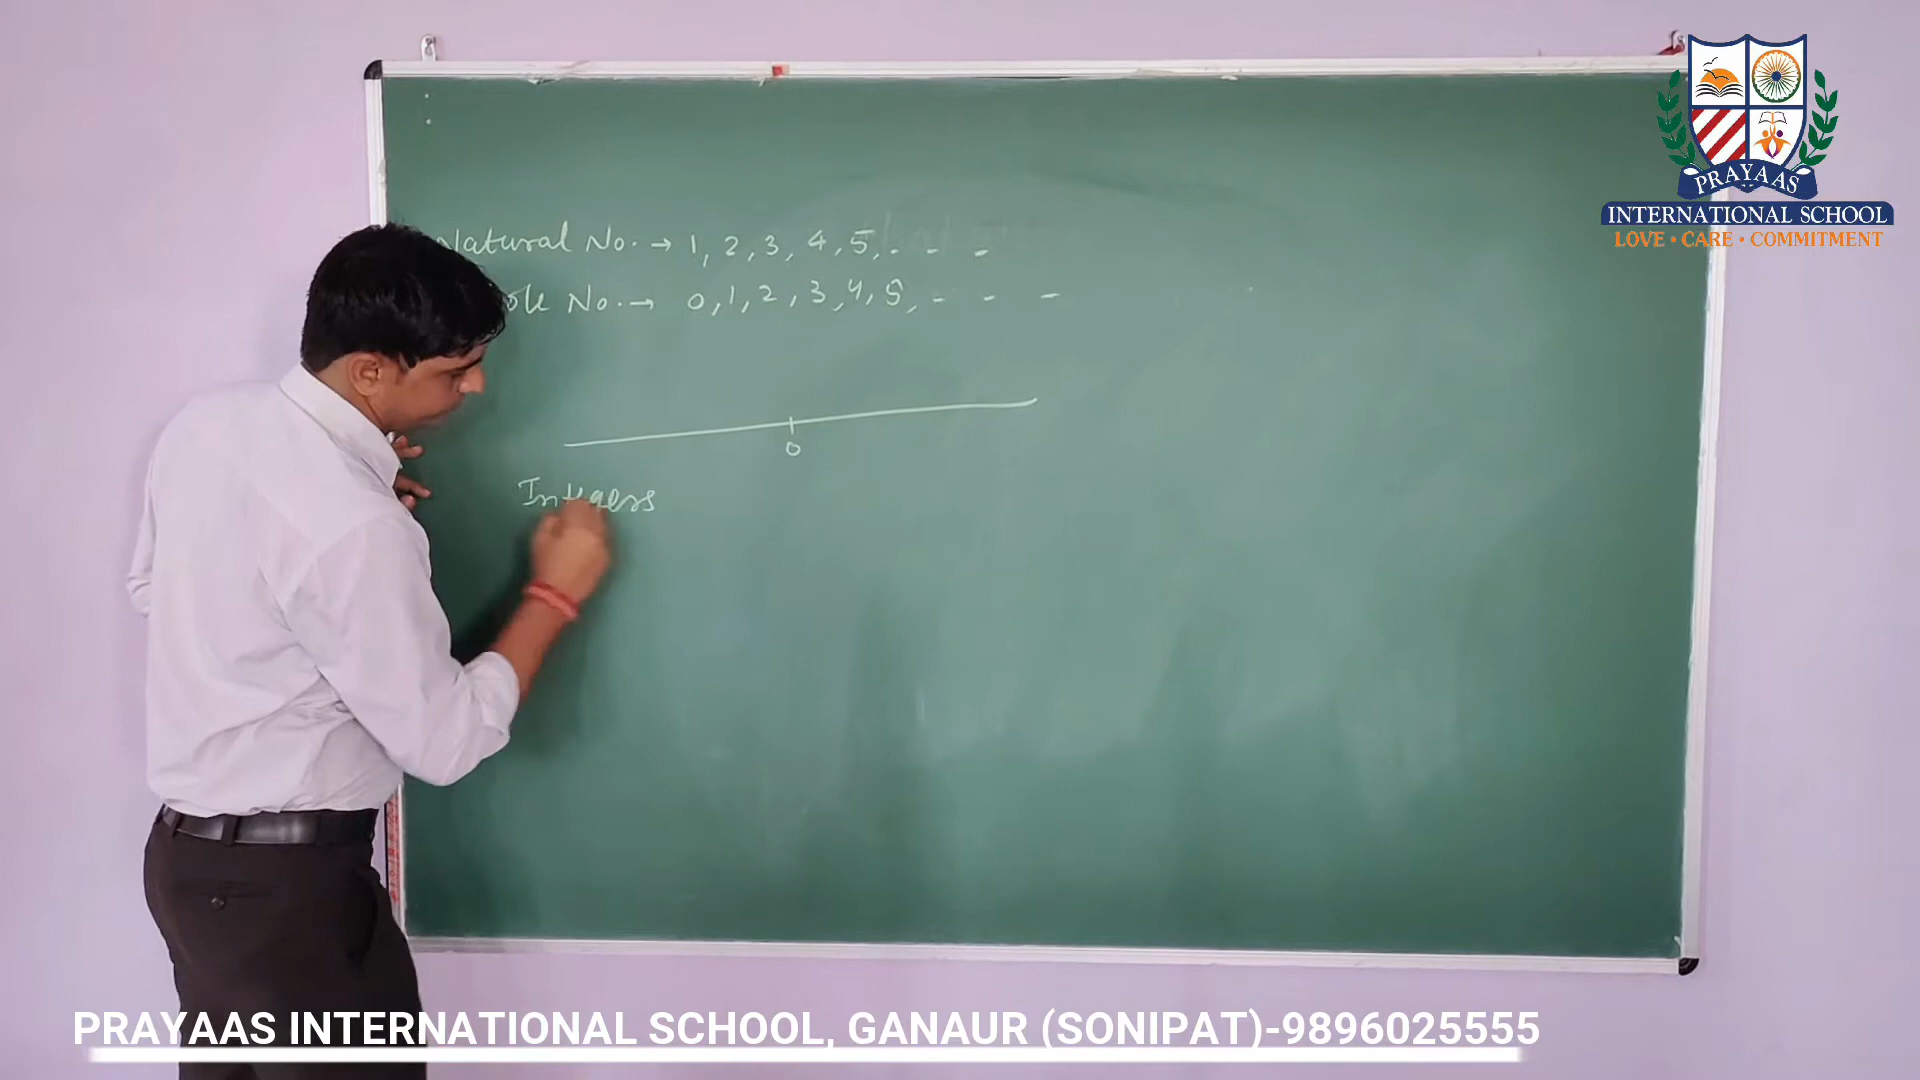 Natural No. → 1, 2, 3, 4, 5, - - -
No. → 0, 1, 2, 3, 4, 5, - - -
0
Integers
PRAYAAS
INTERNATIONAL SCHOOL
LOVE • CARE • COMMITMENT
PRAYAAS INTERNATIONAL SCHOOL, GANAUR (SONIPAT)-9896025555